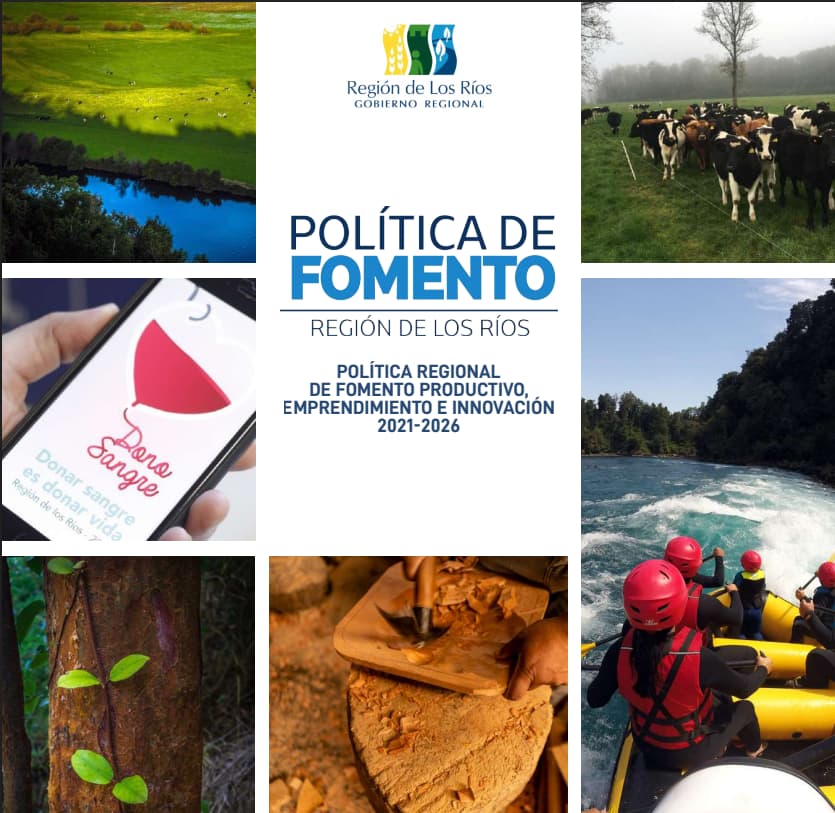 Región de Los Ríos
GOBIERNO REGIONAL
POLÍTICA DE
FOMENTO
REGIÓN DE LOS RÍOS
POLÍTICA REGIONAL
DE FOMENTO PRODUCTIVO,
EMPRENDIMIENTO E INNOVACIÓN
2021-2026
Dono
Sangre
Donar sangre
es donar vida
Región de los Ríos